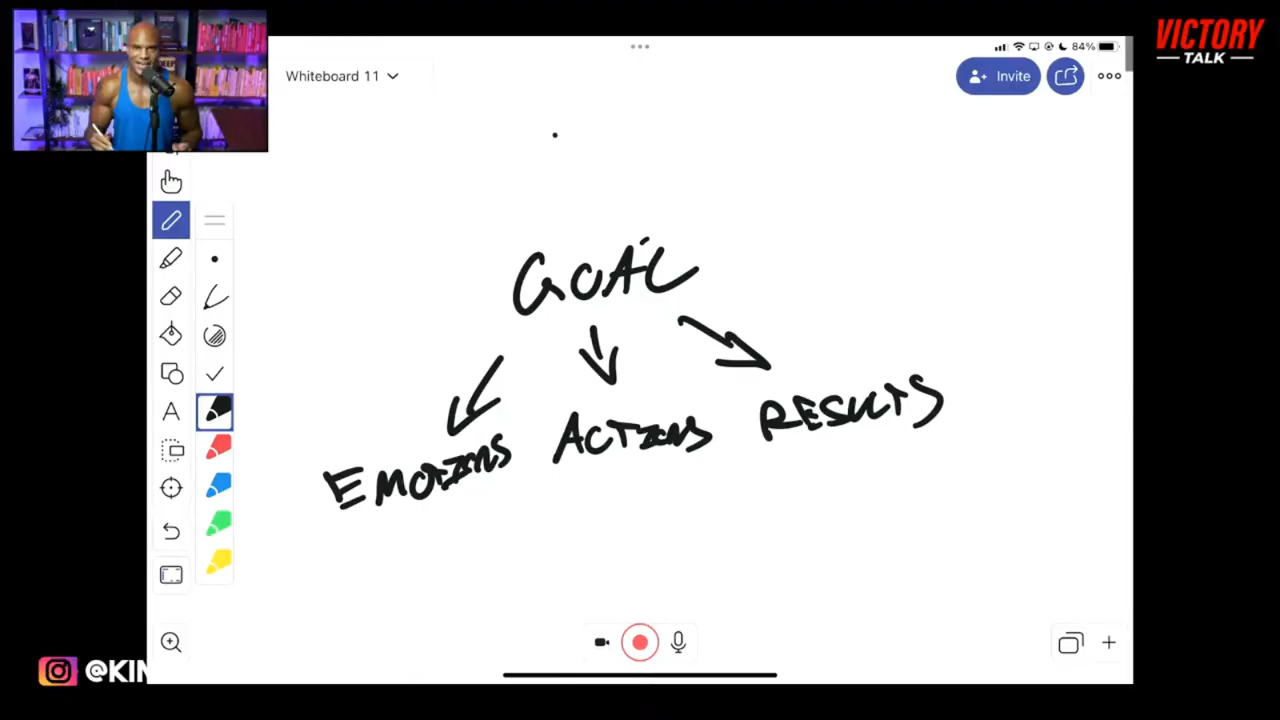 VICTORY
TALK
84%
Whiteboard 11
Invite
GOAL
EMOTIONS ACTIONS RESULTS
A
@KIN